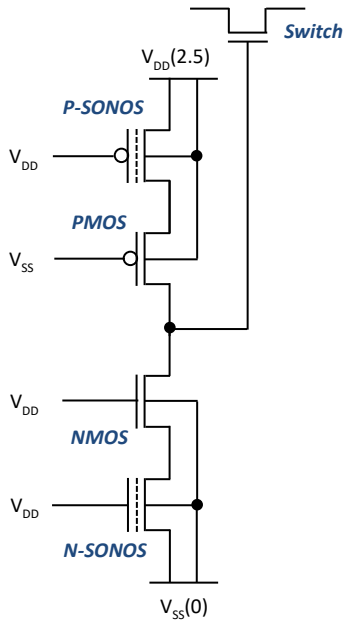 Switch
V_DD(2.5)
P-SONOS
V_DD
PMOS
V_SS
V_DD
NMOS
V_DD
N-SONOS
V_SS(0)